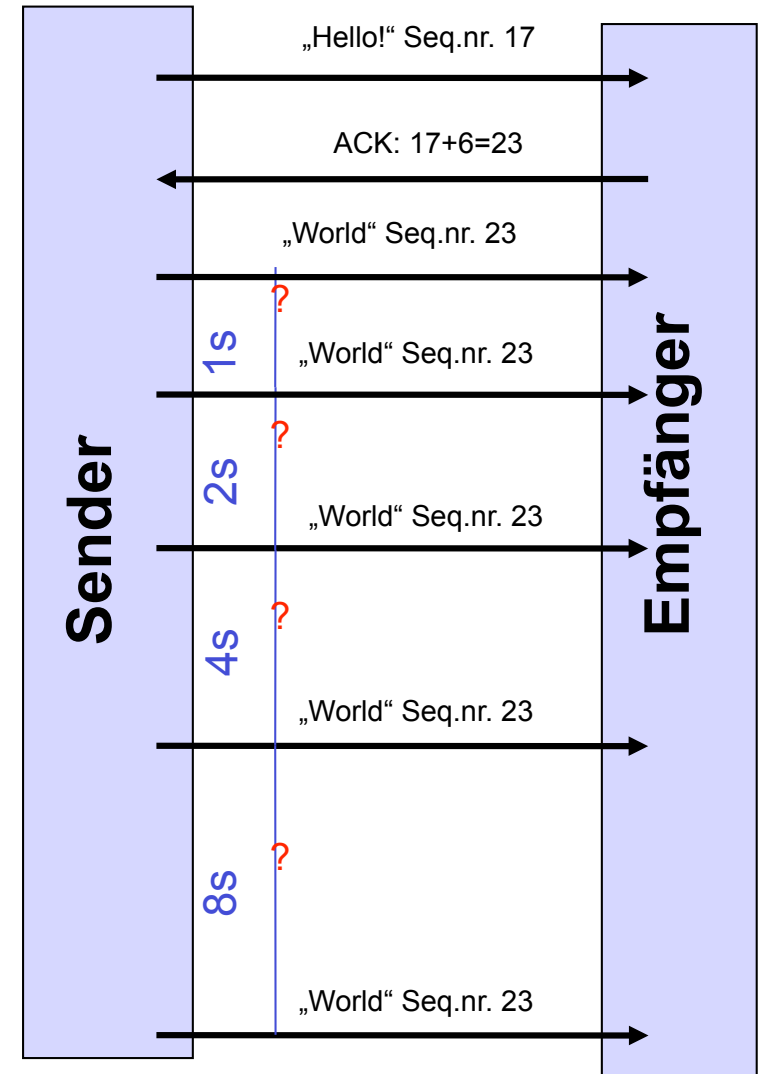 „Hello!“ Seq.nr. 17
ACK: 17+6=23
„World“ Seq.nr. 23
?
1s
„World“ Seq.nr. 23
?
2s
„World“ Seq.nr. 23
?
4s
„World“ Seq.nr. 23
?
8s
„World“ Seq.nr. 23
Sender
Empfänger